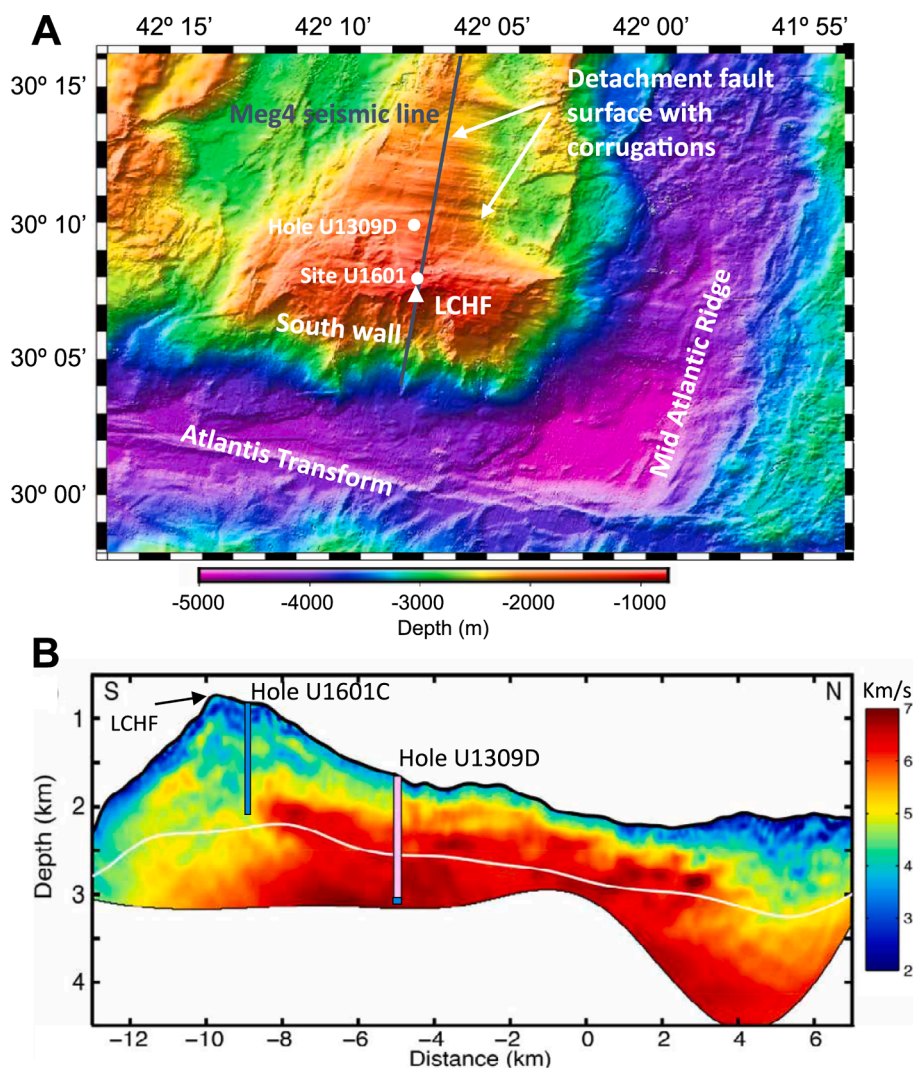 A
42º 15’ 42º 10’ 42º 05’ 42º 00’ 41º 55’
30º 15’
30º 10’
30º 05’
30º 00’
Meg4 seismic line
Detachment fault
surface with
corrugations
Hole U1309D
Site U1601
LCHF
South wall
Mid Atlantic Ridge
Atlantis Transform
-5000 -4000 -3000 -2000 -1000
Depth (m)
B
S
N
LCHF
Hole U1601C
Hole U1309D
Km/s
7
6
5
4
3
2
Depth (km)
1
2
3
4
−12 −10 −8 −6 −4 −2 0 2 4 6
Distance (km)